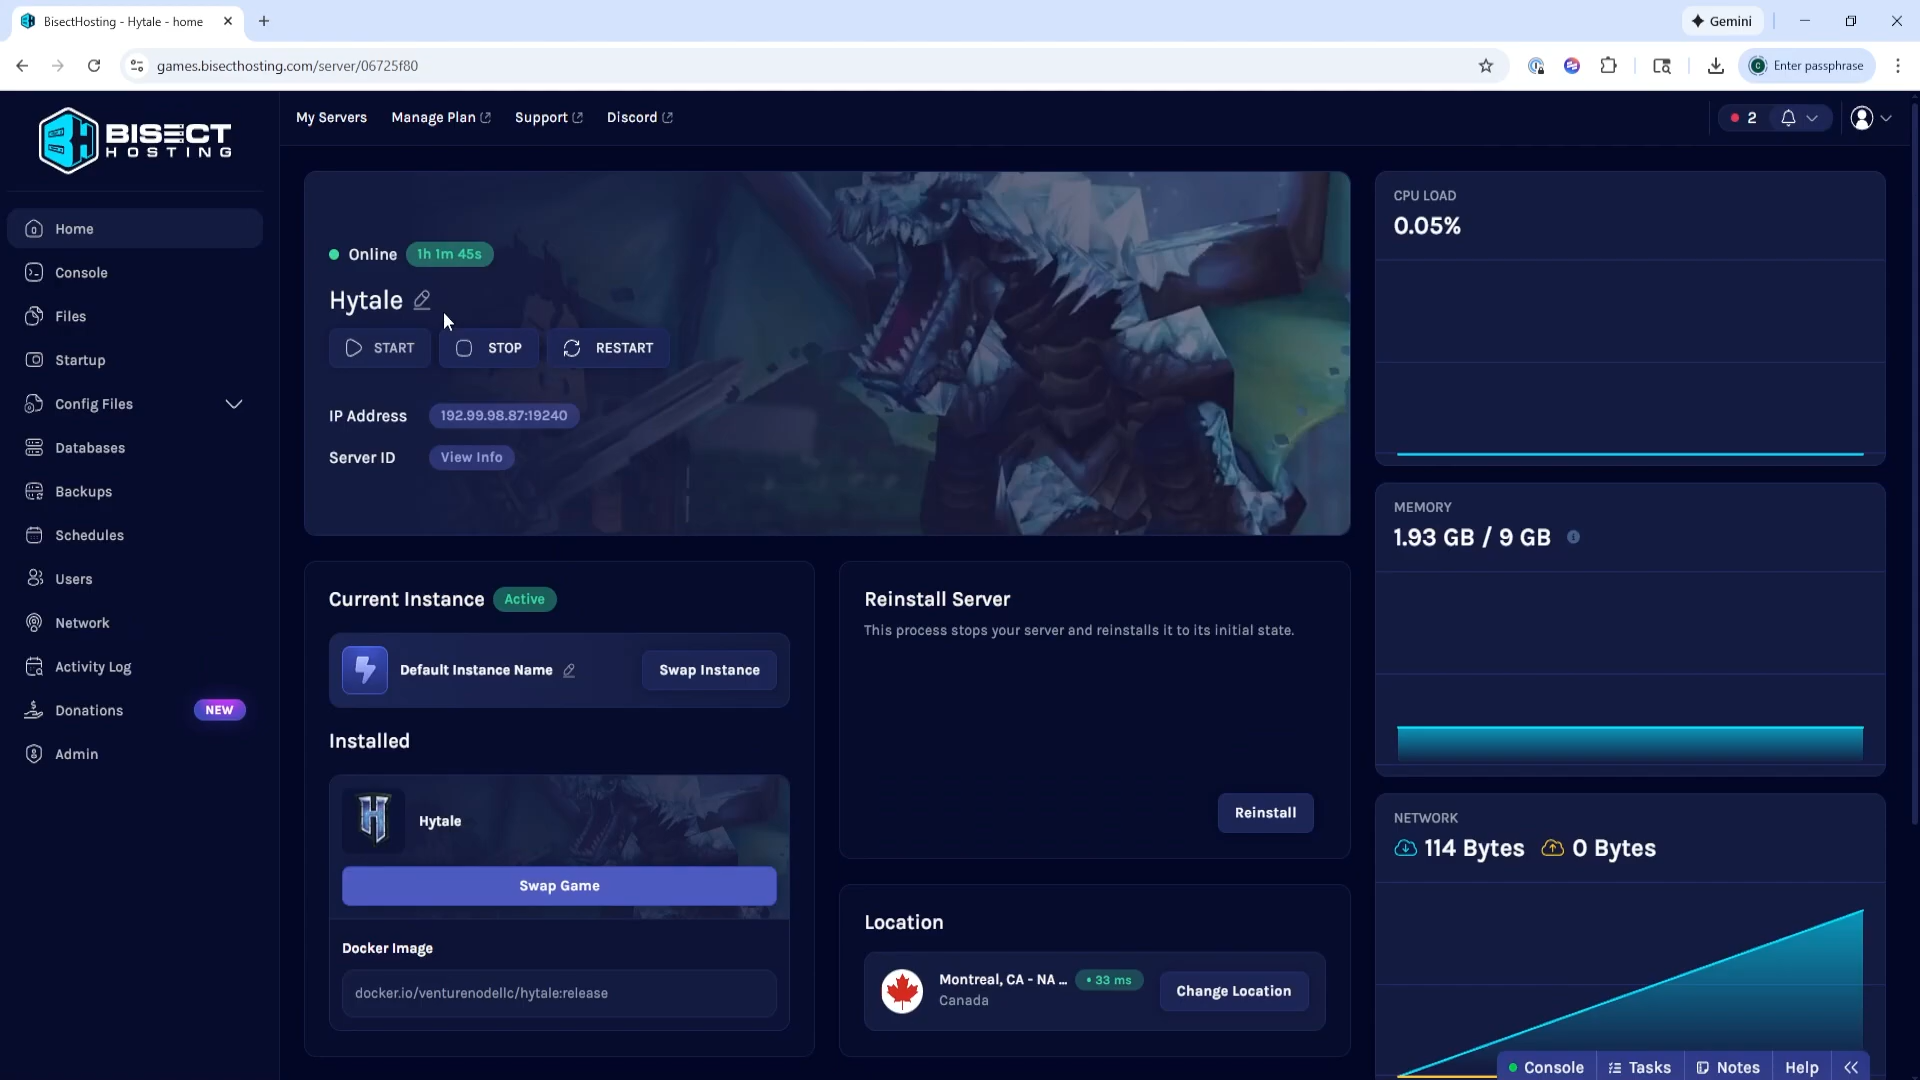 BisectHosting - Hytale - home
Gemini
games.bisecthosting.com/server/06725f80
Enter passphrase
BISECT
HOSTING
My Servers
Manage Plan
Support
Discord
2
Home
Console
Files
Startup
Config Files
Databases
Backups
Schedules
Users
Network
Activity Log
Donations
NEW
Admin
Online
1h 1m 45s
Hytale
START
STOP
RESTART
IP Address
192.99.98.87:19240
Server ID
View Info
Current Instance
Active
Default Instance Name
Swap Instance
Installed
Hytale
Swap Game
Docker Image
docker.io/venturenodellc/hytale:release
Reinstall Server
This process stops your server and reinstalls it to its initial state.
Reinstall
Location
Montreal, CA - NA ...
• 33 ms
Canada
Change Location
CPU LOAD
0.05%
MEMORY
1.93 GB / 9 GB
NETWORK
114 Bytes
0 Bytes
Console
Tasks
Notes
Help